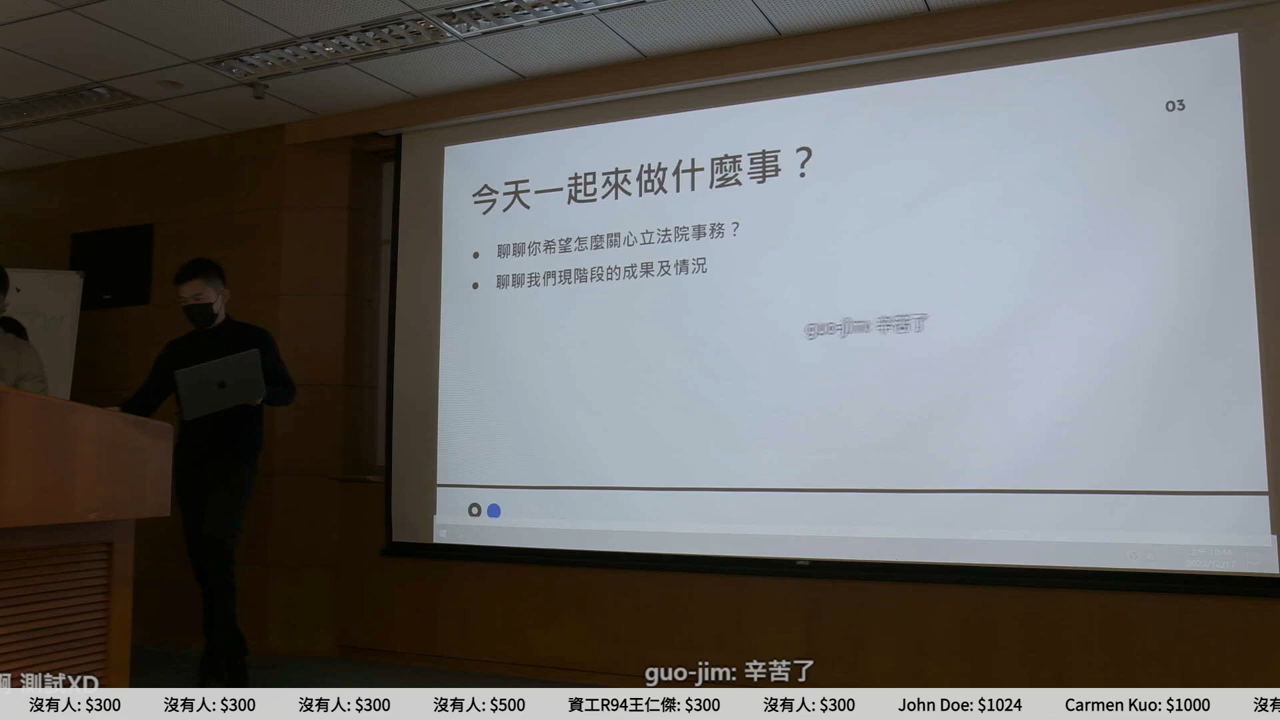 03
今天一起來做什麼事？
聊聊你希望怎麼關心立法院事務？
聊聊我們現階段的成果及情況
guo-jim: 辛苦了
guo-jim: 辛苦了
測試XD
沒有人: $300 沒有人: $300 沒有人: $300 沒有人: $500 資工R94王仁傑: $300 沒有人: $300 John Doe: $1024 Carmen Kuo: $1000 沒有